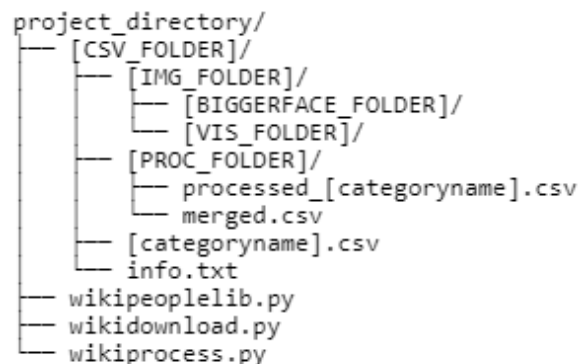 project_directory/
├── [CSV_FOLDER]/
│   ├── [IMG_FOLDER]/
│   │   ├── [BIGGERFACE_FOLDER]/
│   │   └── [VIS_FOLDER]/
│   ├── [PROC_FOLDER]/
│   │   ├── processed_[categoryname].csv
│   │   └── merged.csv
│   ├── [categoryname].csv
│   └── info.txt
├── wikipeoplelib.py
├── wikidownload.py
└── wikiprocess.py